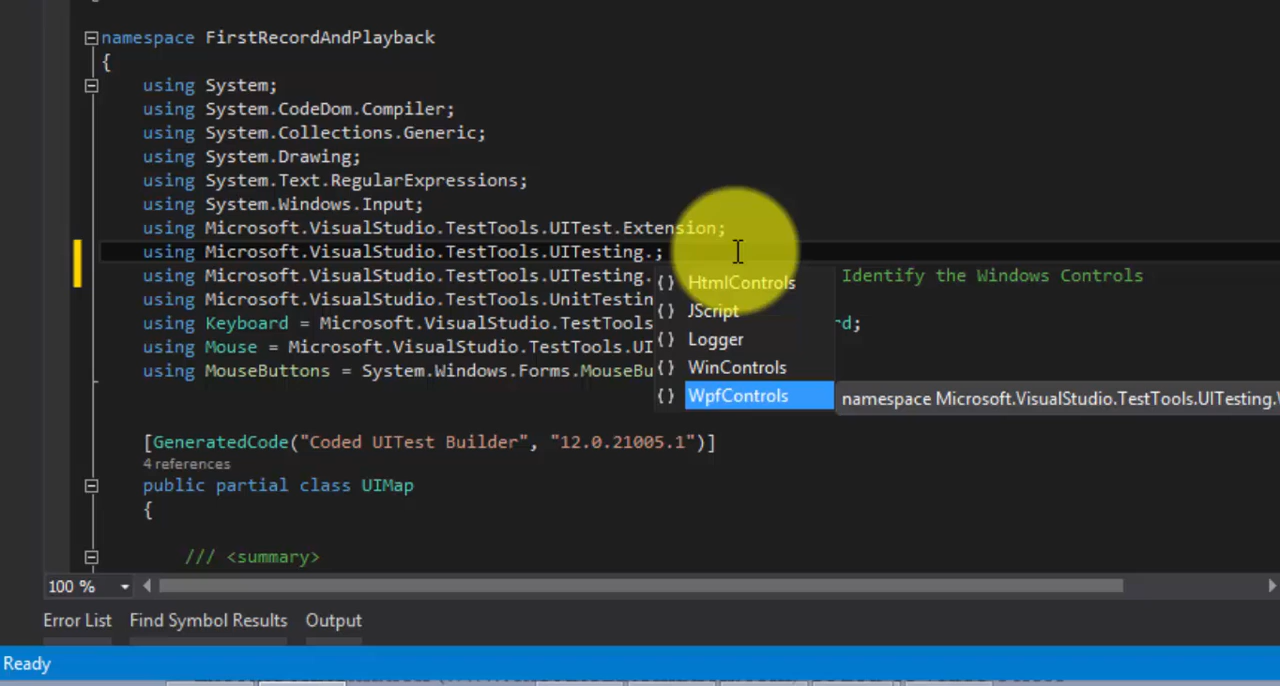 namespace FirstRecordAndPlayback
{
using System;
using System.CodeDom.Compiler;
using System.Collections.Generic;
using System.Drawing;
using System.Text.RegularExpressions;
using System.Windows.Input;
using Microsoft.VisualStudio.TestTools.UITest.Extension;
using Microsoft.VisualStudio.TestTools.UITesting.;
using Microsoft.VisualStudio.TestTools.UITesting. Identify the Windows Controls
using Microsoft.VisualStudio.TestTools.UnitTestin
using Keyboard = Microsoft.VisualStudio.TestTools rd;
using Mouse = Microsoft.VisualStudio.TestTools.UI
using MouseButtons = System.Windows.Forms.MouseBu
{} HtmlControls
{} JScript
{} Logger
{} WinControls
{} WpfControls
namespace Microsoft.VisualStudio.TestTools.UITesting.
[GeneratedCode("Coded UITest Builder", "12.0.21005.1")]
4 references
public partial class UIMap
{
/// <summary>
100 %
Error List Find Symbol Results Output
Ready